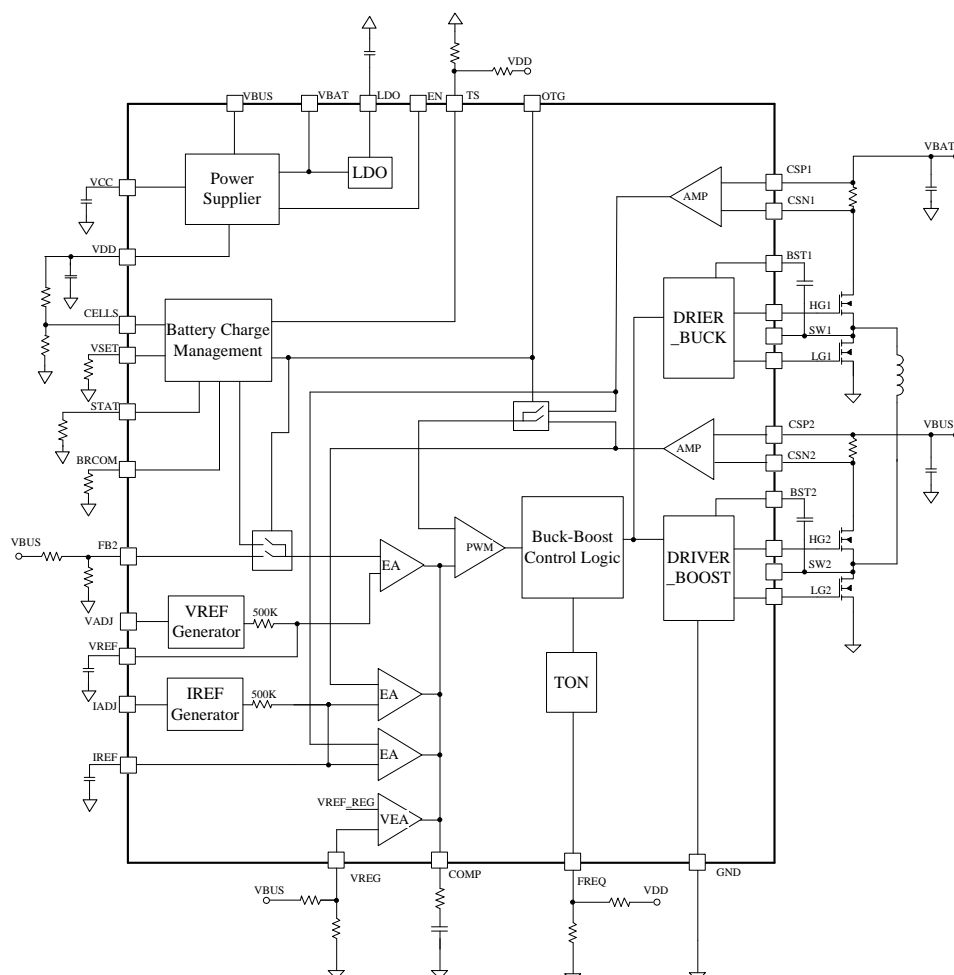 VDD
VBUS
VBAT
LDO
EN
TS
OTG
VBAT
Power
Supplier
LDO
VCC
CSP1
AMP
CSN1
VDD
BST1
CELLS
Battery Charge
Management
DRIER
_BUCK
HG1
SW1
VSET
LG1
STAT
CSP2
VBUS
AMP
CSN2
BRCOM
BST2
VBUS
FB2
EA
PWM
Buck-Boost
Control Logic
DRIVER
_BOOST
HG2
SW2
LG2
VADJ
VREF
Generator
500K
VREF
IADJ
IREF
Generator
500K
EA
TON
IREF
EA
VREF_REG
VEA
VREG
COMP
FREQ
GND
VBUS
VDD